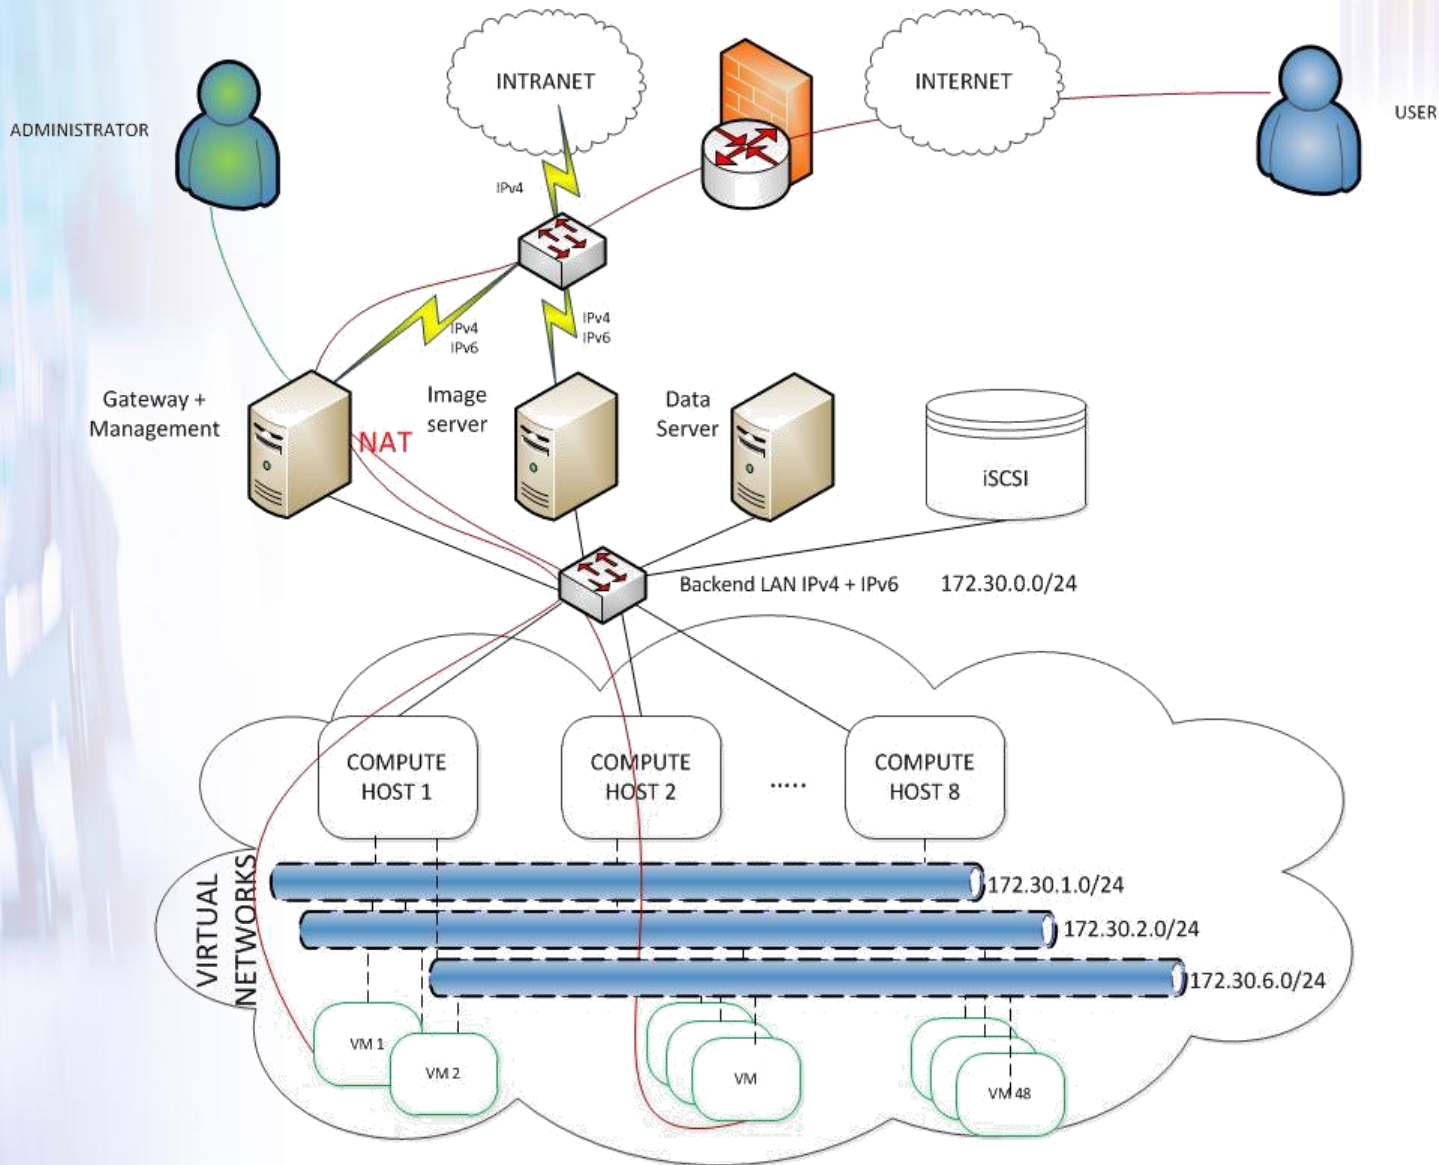 INTRANET
INTERNET
USER
ADMINISTRATOR
IPv4
IPv4
IPv6
IPv4
IPv6
Gateway +
Management
Image
server
Data
Server
NAT
iSCSI
Backend LAN IPv4 + IPv6
172.30.0.0/24
COMPUTE
HOST 1
COMPUTE
HOST 2
.....
COMPUTE
HOST 8
VIRTUAL
NETWORKS
172.30.1.0/24
172.30.2.0/24
172.30.6.0/24
VM 1
VM 2
VM
VM 48